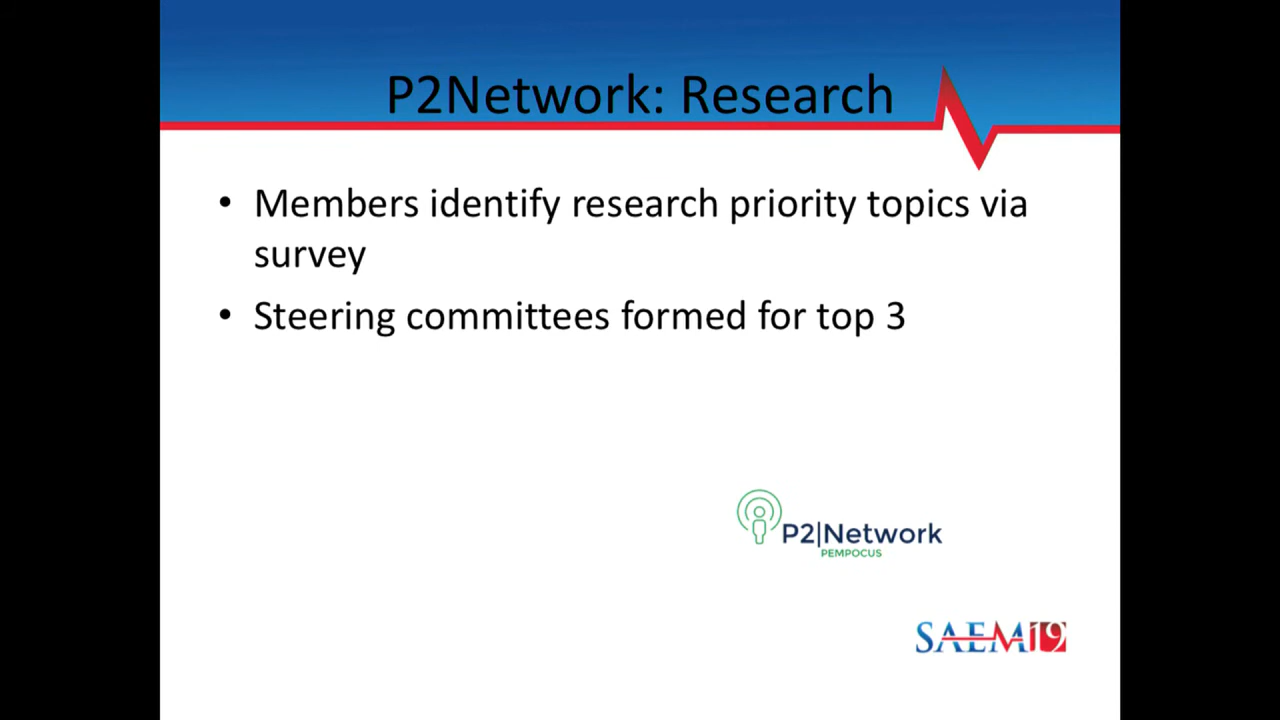 P2Network: Research
• Members identify research priority topics via
survey
• Steering committees formed for top 3
P2|Network
PEMPOCUS
SAEM19